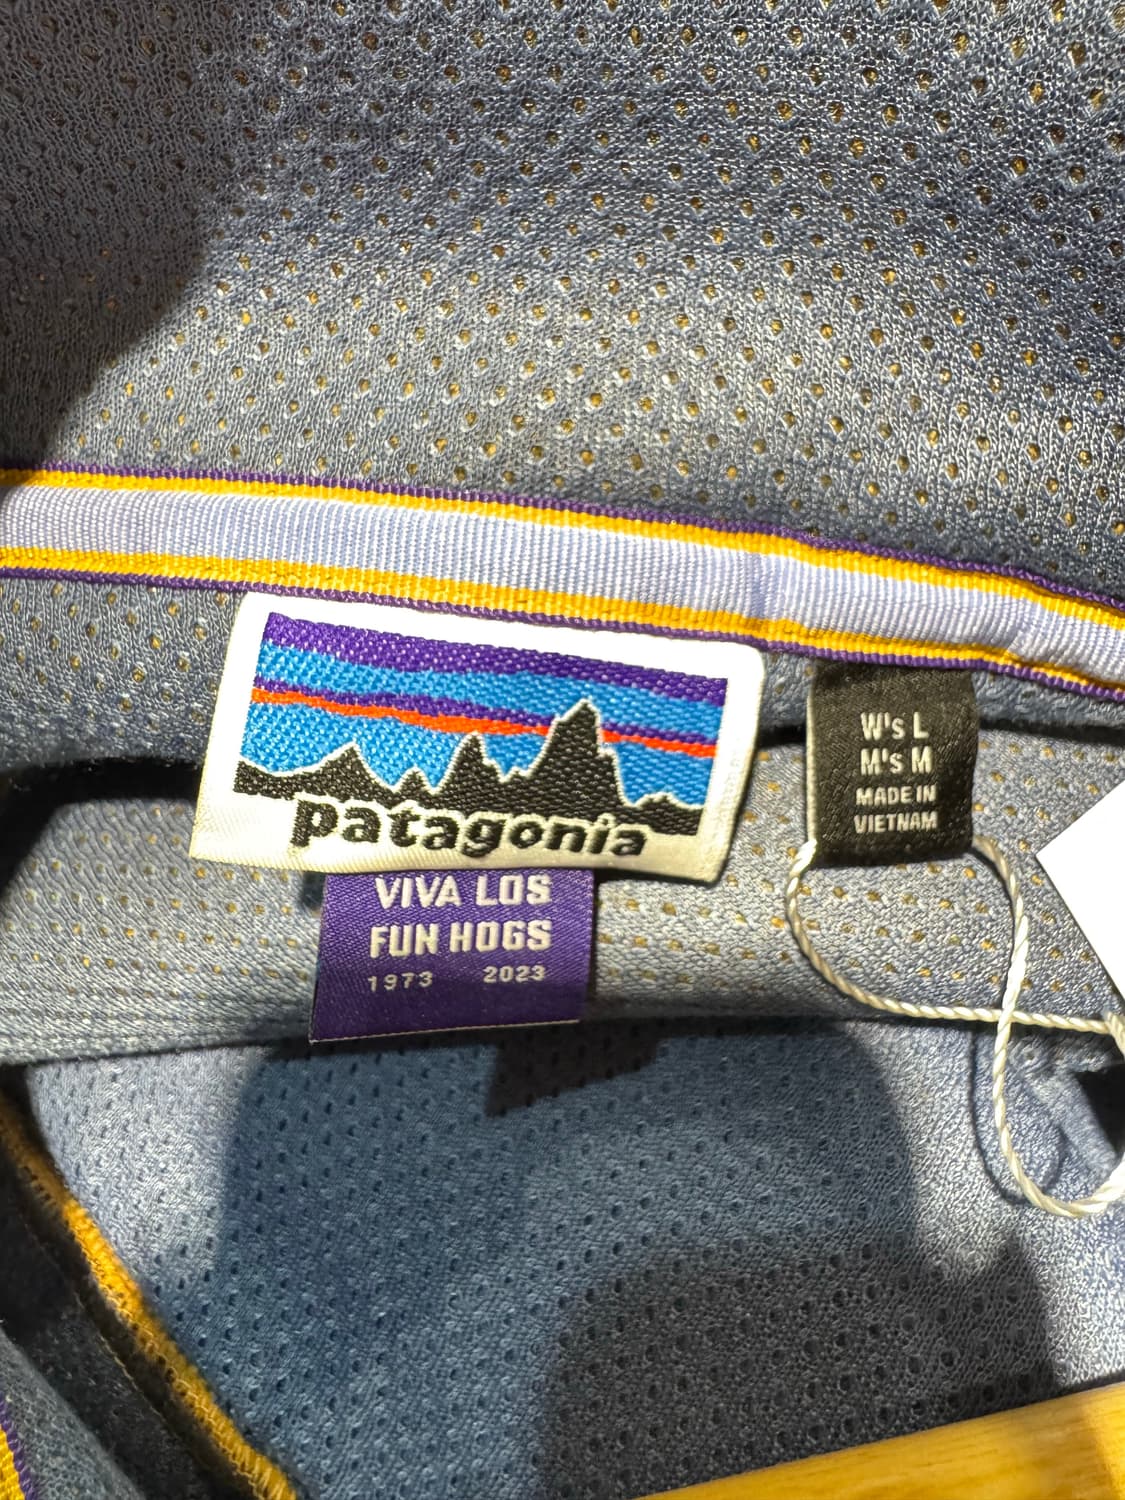 patagonia
VIVA LOS
FUN HOGS
1973 2023
W's L
M's M
MADE IN
VIETNAM